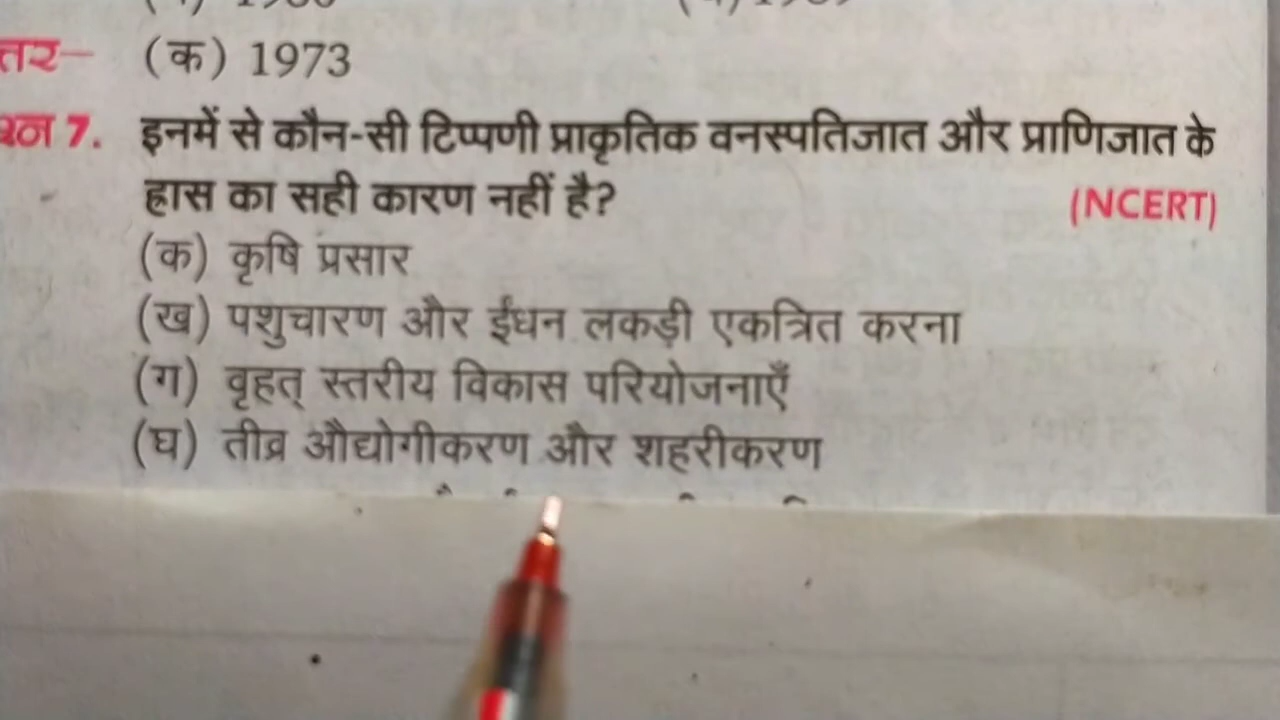 तर— (क) 1973
श्न 7. इनमें से कौन-सी टिप्पणी प्राकृतिक वनस्पतिजात और प्राणिजात के
ह्रास का सही कारण नहीं है? (NCERT)
(क) कृषि प्रसार
(ख) पशुचारण और ईंधन लकड़ी एकत्रित करना
(ग) वृहत् स्तरीय विकास परियोजनाएँ
(घ) तीव्र औद्योगीकरण और शहरीकरण